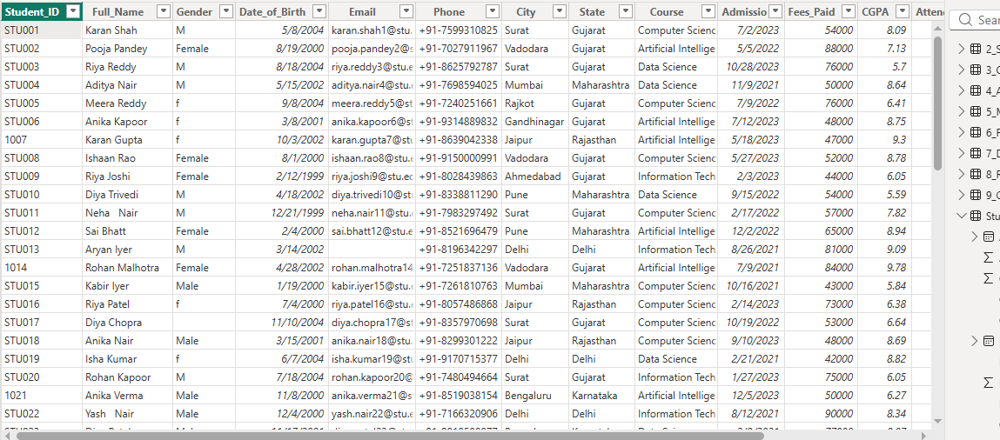 Student_ID Full_Name Gender Date_of_Birth Email Phone City State Course Admissio Fees_Paid CGPA Atten
STU001 Karan Shah M 5/8/2004 karan.shah1@stu. +91-7599310825 Surat Gujarat Computer Scienc 7/2/2023 54000 8.09
STU002 Pooja Pandey Female 8/19/2000 pooja.pandey2@s +91-7027911967 Vadodara Gujarat Artificial Intellige 5/5/2022 88000 7.13
STU003 Riya Reddy M 8/18/2004 riya.reddy3@stu.e +91-8625792787 Surat Gujarat Data Science 10/28/2023 76000 5.7
STU004 Aditya Nair M 5/15/2002 aditya.nair4@stu.e +91-7698594025 Mumbai Maharashtra Data Science 11/9/2021 50000 8.64
STU005 Meera Reddy f 9/8/2004 meera.reddy5@st +91-7240251661 Rajkot Gujarat Computer Scienc 7/9/2022 76000 6.41
STU006 Anika Kapoor f 3/8/2001 anika.kapoor6@st +91-9314889832 Gandhinagar Gujarat Artificial Intellige 7/12/2023 48000 8.75
1007 Karan Gupta f 10/3/2002 karan.gupta7@stu +91-8639042338 Jaipur Rajasthan Artificial Intellige 5/18/2023 47000 9.3
STU008 Ishaan Rao Female 8/1/2000 ishaan.rao8@stu.e +91-9150000991 Vadodara Gujarat Computer Scienc 5/27/2023 52000 8.78
STU009 Riya Joshi Female 2/12/1999 riya.joshi9@stu.ec +91-8028439863 Ahmedabad Gujarat Information Tech 2/3/2023 44000 6.05
STU010 Diya Trivedi M 4/18/2002 diya.trivedi10@st +91-8338811290 Pune Maharashtra Data Science 9/15/2022 54000 5.59
STU011 Neha   Nair M 12/21/1999 neha.nair11@stu.e +91-7983297492 Surat Gujarat Computer Scienc 2/17/2022 57000 7.82
STU012 Sai Bhatt Female 2/4/2000 sai.bhatt12@stu.e +91-8521696479 Pune Maharashtra Artificial Intellige 12/2/2022 65000 8.94
STU013 Aryan Iyer M 3/14/2002 +91-8196342297 Delhi Delhi Information Tech 8/26/2021 81000 9.09
1014 Rohan Malhotra Female 4/28/2002 rohan.malhotra14 +91-7251837136 Vadodara Gujarat Artificial Intellige 7/9/2021 84000 9.78
STU015 Kabir Iyer Male 1/19/2000 kabir.iyer15@stu.e +91-7261810763 Mumbai Maharashtra Computer Scienc 10/16/2021 43000 5.84
STU016 Riya Patel f 7/4/2000 riya.patel16@stu.e +91-8057486868 Jaipur Rajasthan Computer Scienc 2/14/2023 73000 6.38
STU017 Diya Chopra 11/10/2004 diya.chopra17@st +91-8357970698 Surat Gujarat Computer Scienc 10/19/2022 53000 6.64
STU018 Anika Nair Male 3/15/2001 anika.nair18@stu. +91-8299301222 Jaipur Rajasthan Computer Scienc 9/10/2023 48000 8.69
STU019 Isha Kumar f 6/7/2004 isha.kumar19@stu +91-9170715377 Delhi Delhi Data Science 2/21/2021 42000 8.82
STU020 Rohan Kapoor M 7/18/2004 rohan.kapoor20@ +91-7480494664 Surat Gujarat Information Tech 1/27/2023 75000 6.05
1021 Anika Verma Male 11/8/2000 anika.verma21@st +91-8519038154 Bengaluru Karnataka Artificial Intellige 12/5/2023 50000 6.27
STU022 Yash   Nair Male 12/4/2000 yash.nair22@stu.e +91-7166320906 Delhi Delhi Information Tech 8/12/2021 90000 8.34
Sear
2_S
3_C
4_A
5_M
6_F
7_D
8_R
9_C
Stu